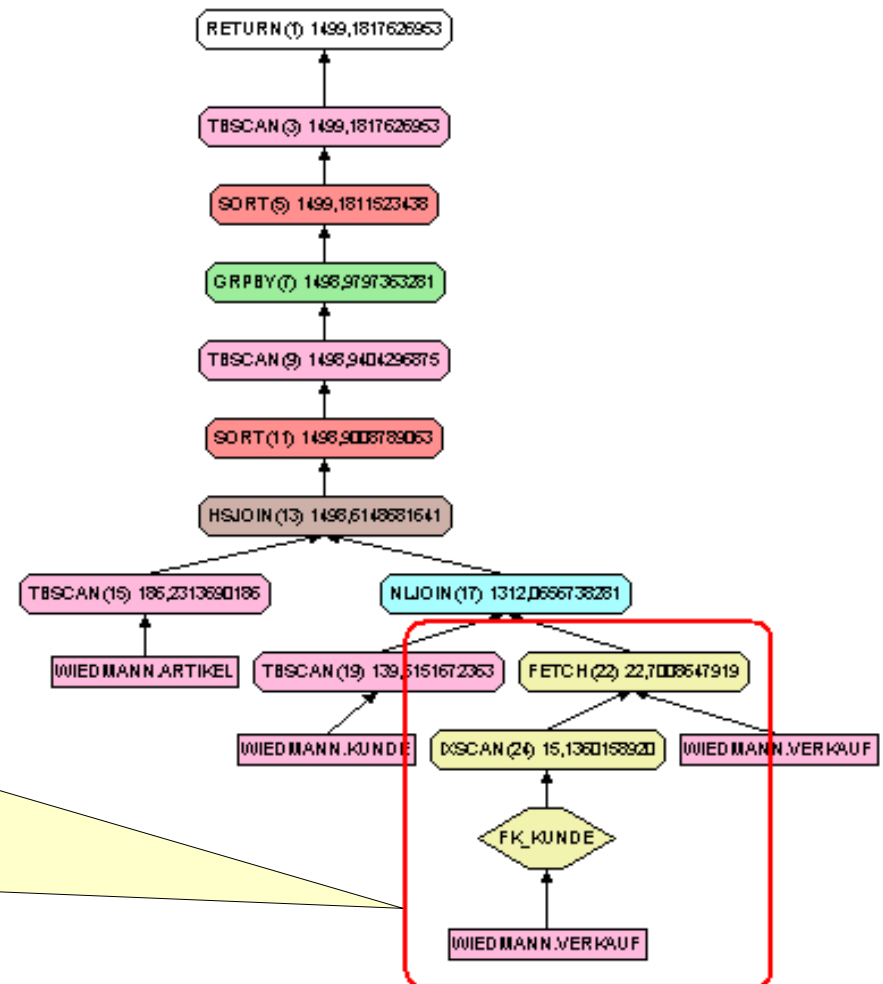 RETURN(1) 1499,1817626953
TBSCAN(3) 1499,1817626953
SORT(5) 1499,1811523438
GRPBY(7) 1498,9797363281
TBSCAN(9) 1498,9404296875
SORT(11) 1498,9008789063
HSJOIN(13) 1498,6148681641
TBSCAN(15) 186,2313690186
NLJOIN(17) 1312,0656738281
WIEDMANN.ARTIKEL
TBSCAN(19) 139,5151672363
FETCH(22) 22,7008647919
WIEDMANN.KUNDE
IXSCAN(24) 15,1360158920
WIEDMANN.VERKAUF
FK_KUNDE
WIEDMANN.VERKAUF